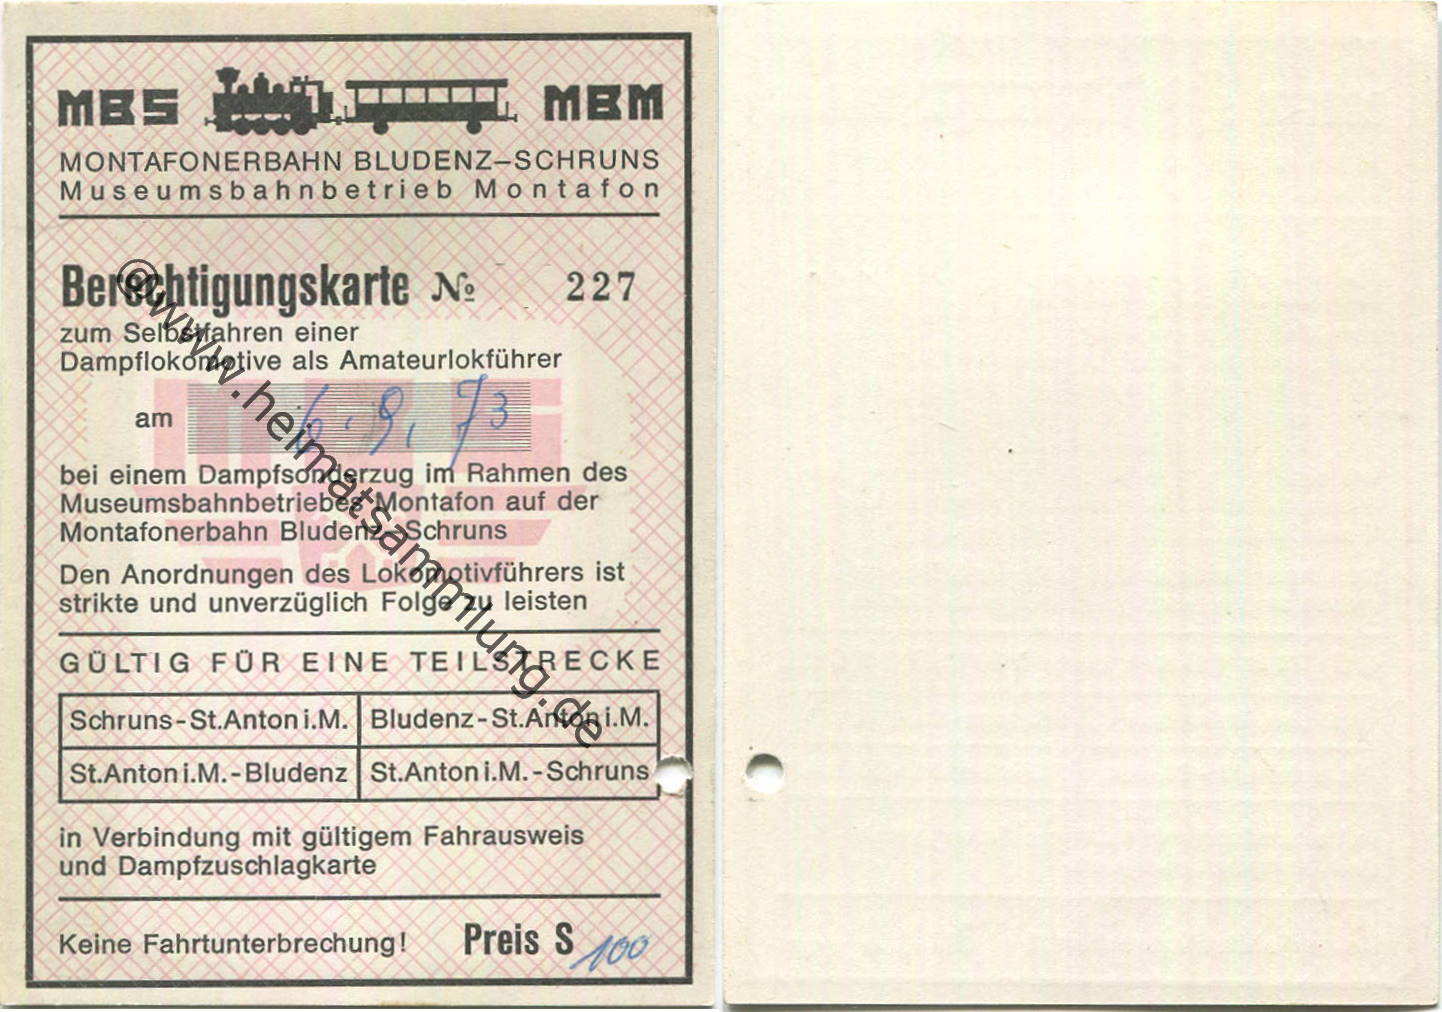 MBS MBM
MONTAFONERBAHN BLUDENZ–SCHRUNS
Museumsbahnbetrieb Montafon
Berechtigungskarte № 227
zum Selbstfahren einer
Dampflokomotive als Amateurlokführer
am 6.9.73
bei einem Dampfsonderzug im Rahmen des
Museumsbahnbetriebes Montafon auf der
Montafonerbahn Bludenz-Schruns
Den Anordnungen des Lokomotivführers ist
strikte und unverzüglich Folge zu leisten
GÜLTIG FÜR EINE TEILSTRECKE
Schruns-St.Anton i.M. Bludenz-St.Anton i.M.
St.Anton i.M.-Bludenz St.Anton i.M.-Schruns
in Verbindung mit gültigem Fahrausweis
und Dampfzuschlagkarte
Keine Fahrtunterbrechung! Preis S 100
©www.heimatsammlung.de